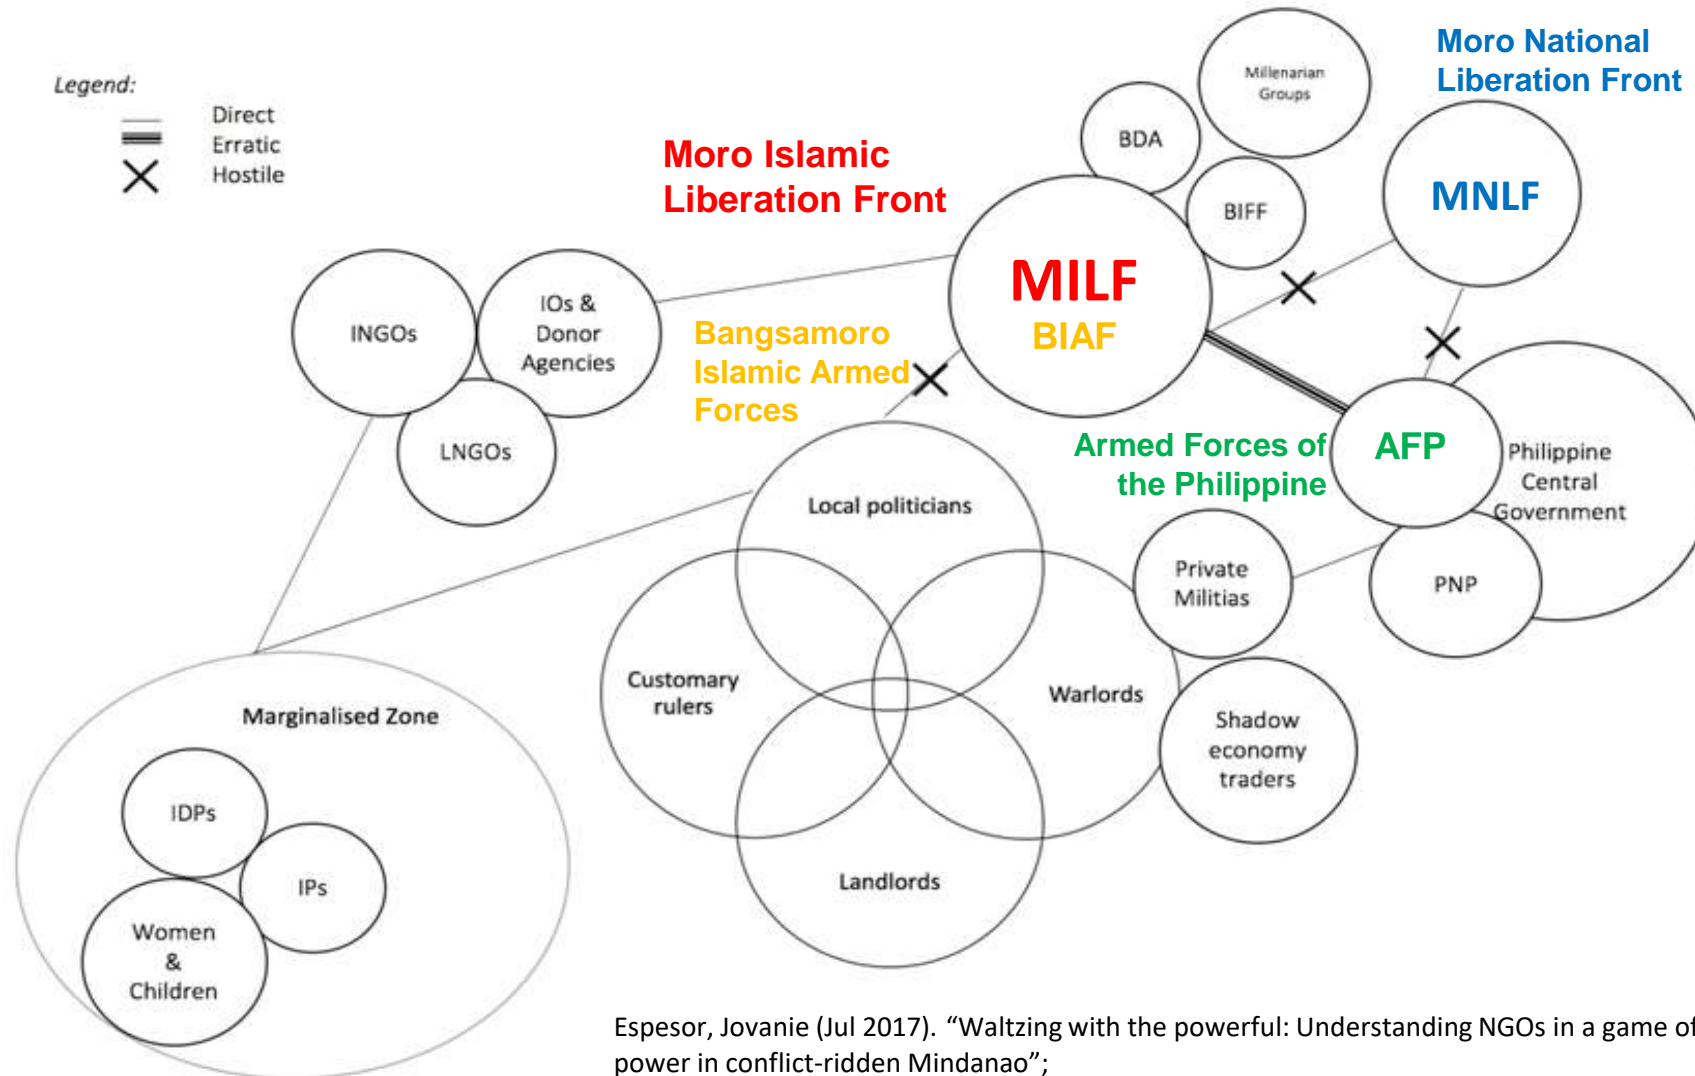 Legend:
Direct
Erratic
Hostile
Moro Islamic
Liberation Front
Moro National
Liberation Front
Millenarian
Groups
BDA
BIFF
MNLF
MILF
BIAF
INGOs
IOs &
Donor
Agencies
LNGOs
Bangsamoro
Islamic Armed
Forces
Armed Forces of
the Philippine
AFP
Philippine
Central
Government
PNP
Private
Militias
Local politicians
Customary
rulers
Warlords
Landlords
Shadow
economy
traders
Marginalised Zone
IDPs
IPs
Women
&
Children
Espesor, Jovanie (Jul 2017). “Waltzing with the powerful: Understanding NGOs in a game of
power in conflict-ridden Mindanao”;